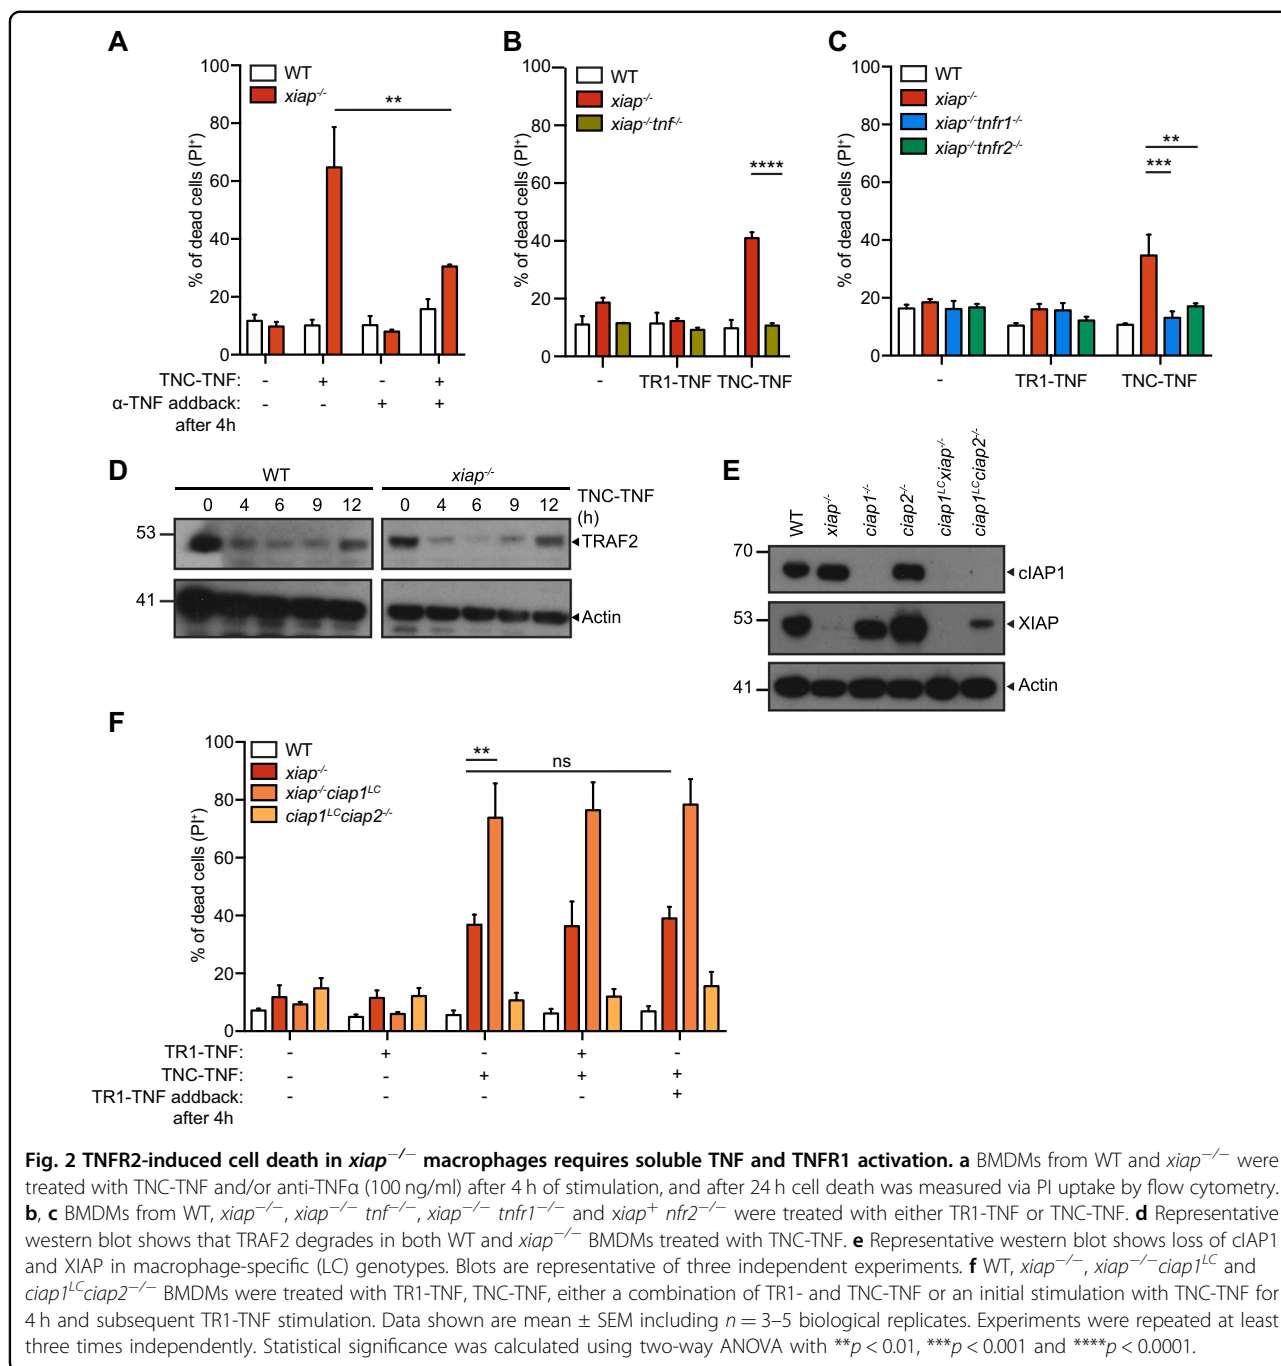 A
% of dead cells (PI⁺)
100
80
60
40
20
0
WT
xiap⁻/⁻
**
TNC-TNF: - + - +
α-TNF addback: - - + +
after 4h
B
% of dead cells (PI⁺)
100
80
60
40
20
0
WT
xiap⁻/⁻
xiap⁻/⁻tnf⁻/⁻
****
- TR1-TNF TNC-TNF
C
% of dead cells (PI⁺)
100
80
60
40
20
0
WT
xiap⁻/⁻
xiap⁻/⁻tnfr1⁻/⁻
xiap⁻/⁻tnfr2⁻/⁻
**
***
- TR1-TNF TNC-TNF
D
WT xiap⁻/⁻
0 4 6 9 12 0 4 6 9 12 TNC-TNF
(h)
53 ◂TRAF2
41 ◂Actin
E
WT xiap⁻/⁻ ciap1⁻/⁻ ciap2⁻/⁻ ciap1ᴸᶜxiap⁻/⁻ ciap1ᴸᶜciap2⁻/⁻
70 ◂cIAP1
53 ◂XIAP
41 ◂Actin
F
% of dead cells (PI⁺)
100
80
60
40
20
0
WT
xiap⁻/⁻
xiap⁻/⁻ciap1ᴸᶜ
ciap1ᴸᶜciap2⁻/⁻
**
ns
TR1-TNF: - + - + -
TNC-TNF: - - + + +
TR1-TNF addback: - - - - +
after 4h
Fig. 2 TNFR2-induced cell death in xiap⁻/⁻ macrophages requires soluble TNF and TNFR1 activation. a BMDMs from WT and xiap⁻/⁻ were
treated with TNC-TNF and/or anti-TNFα (100 ng/ml) after 4 h of stimulation, and after 24 h cell death was measured via PI uptake by flow cytometry.
b, c BMDMs from WT, xiap⁻/⁻, xiap⁻/⁻ tnf⁻/⁻, xiap⁻/⁻ tnfr1⁻/⁻ and xiap⁺ nfr2⁻/⁻ were treated with either TR1-TNF or TNC-TNF. d Representative
western blot shows that TRAF2 degrades in both WT and xiap⁻/⁻ BMDMs treated with TNC-TNF. e Representative western blot shows loss of cIAP1
and XIAP in macrophage-specific (LC) genotypes. Blots are representative of three independent experiments. f WT, xiap⁻/⁻, xiap⁻/⁻ciap1ᴸᶜ and
ciap1ᴸᶜciap2⁻/⁻ BMDMs were treated with TR1-TNF, TNC-TNF, either a combination of TR1- and TNC-TNF or an initial stimulation with TNC-TNF for
4 h and subsequent TR1-TNF stimulation. Data shown are mean ± SEM including n = 3–5 biological replicates. Experiments were repeated at least
three times independently. Statistical significance was calculated using two-way ANOVA with **p < 0.01, ***p < 0.001 and ****p < 0.0001.